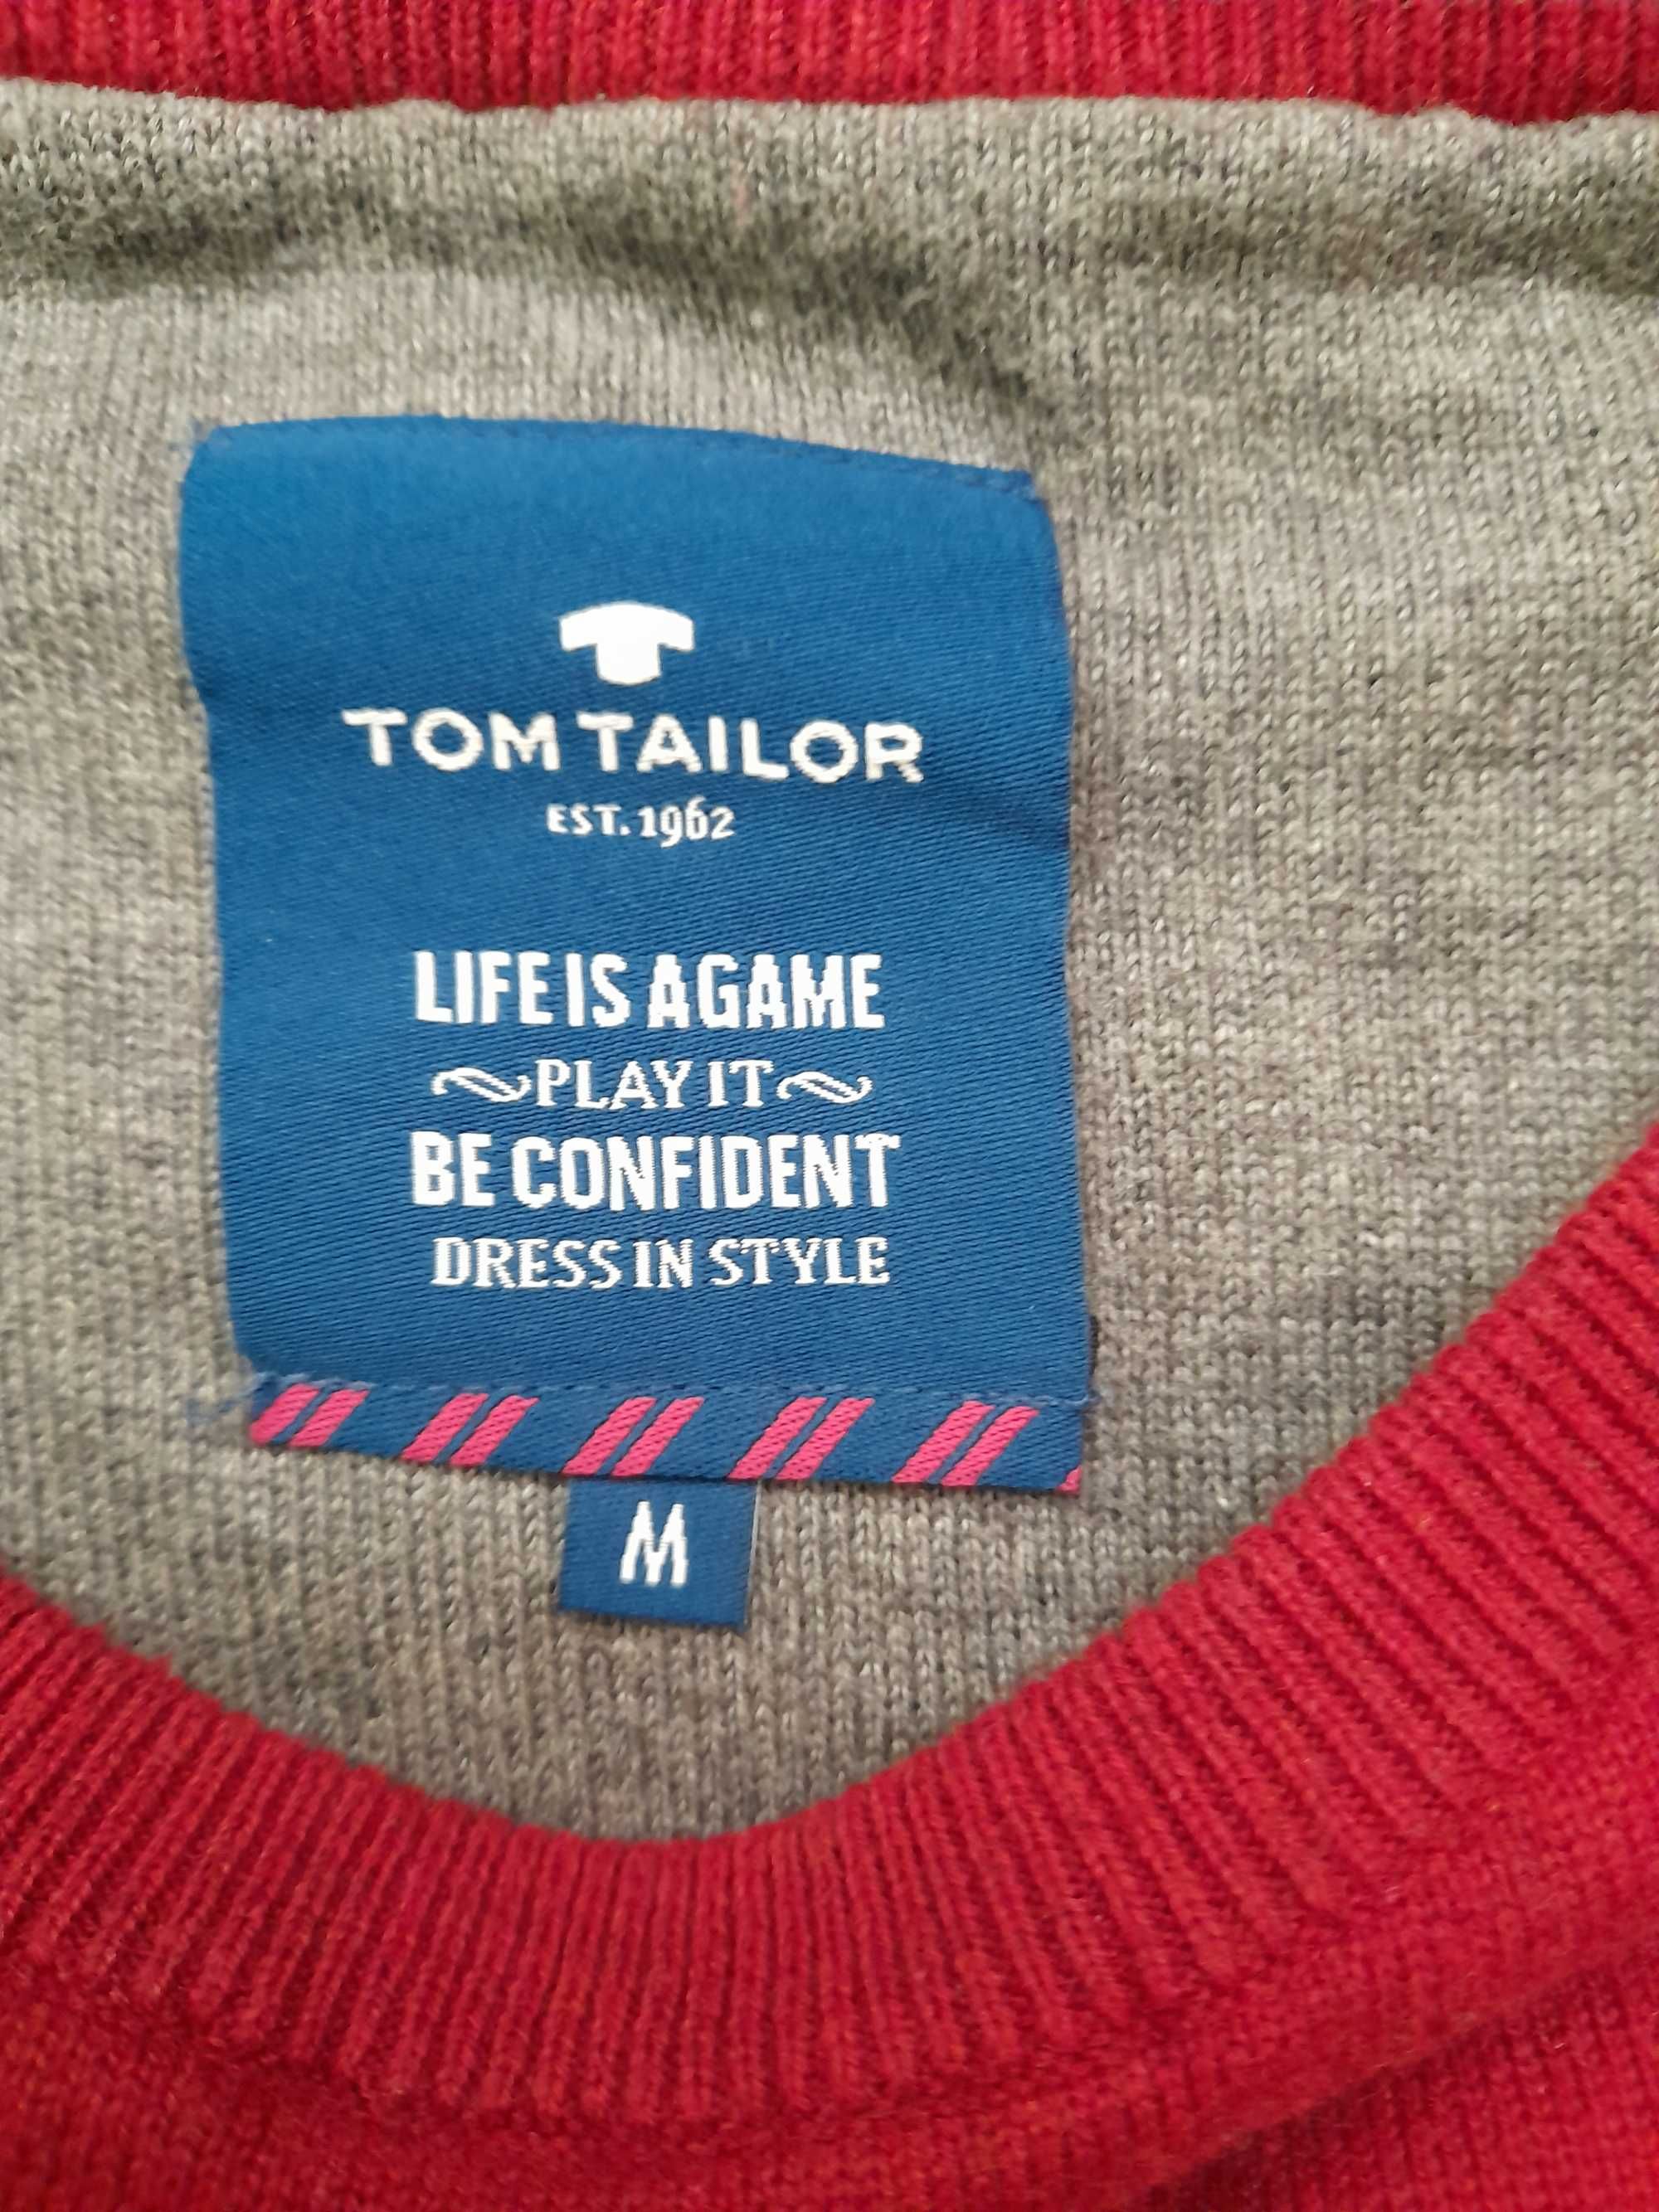 TOM TAILOR
EST. 1962
LIFE IS A GAME
PLAY IT
BE CONFIDENT
DRESS IN STYLE
M